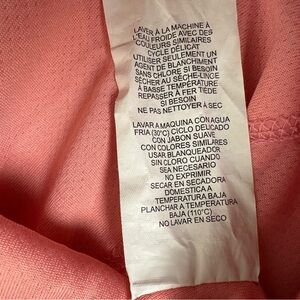 LAVER À LA MACHINE À
L'EAU FROIDE AVEC DES
COULEURS SIMILAIRES
CYCLE DÉLICAT
UTILISER SEULEMENT UN
AGENT DE BLANCHIMENT
SANS CHLORE SI BESOIN
SÉCHER AU SÈCHE-LINGE
À BASSE TEMPÉRATURE
REPASSER À FER TIÈDE
SI BESOIN
NE PAS NETTOYER À SEC
LAVAR A MAQUINA CON AGUA
FRIA (30°C) CICLO DELICADO
CON JABON SUAVE
CON COLORES SIMILARES
USAR BLANQUEADOR
SIN CLORO CUANDO
SEA NECESARIO
NO EXPRIMIR
SECAR EN SECADORA
DOMESTICA A
TEMPERATURA BAJA
PLANCHAR A TEMPERATURA
BAJA (110°C)
NO LAVAR EN SECO